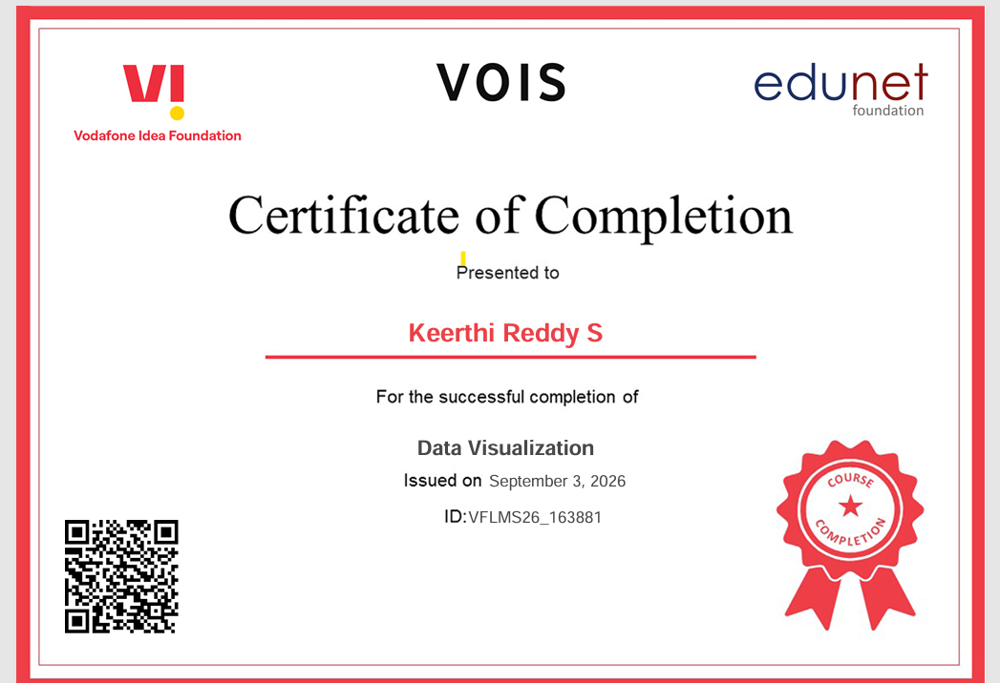 VI
Vodafone Idea Foundation
VOIS
edunet
foundation
Certificate of Completion
Presented to
Keerthi Reddy S
For the successful completion of
Data Visualization
Issued on September 3, 2026
ID:VFLMS26_163881
COURSE
COMPLETION